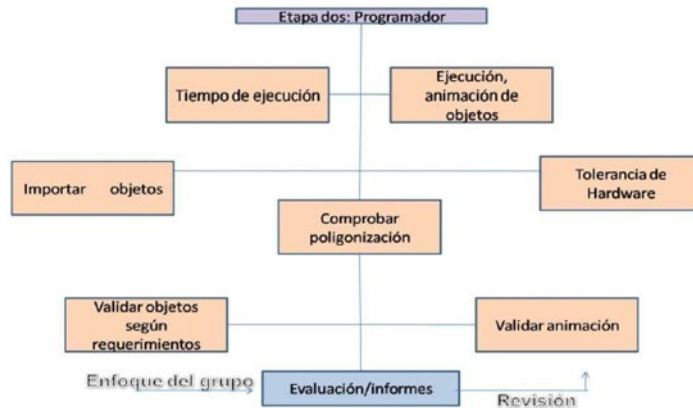 Etapa dos: Programador
Tiempo de ejecución
Ejecución,
animación de
objetos
Importar objetos
Tolerancia de
Hardware
Comprobar
poligonización
Validar objetos
según
requerimientos
Validar animación
Enfoque del grupo
Evaluación/informes
Revisión